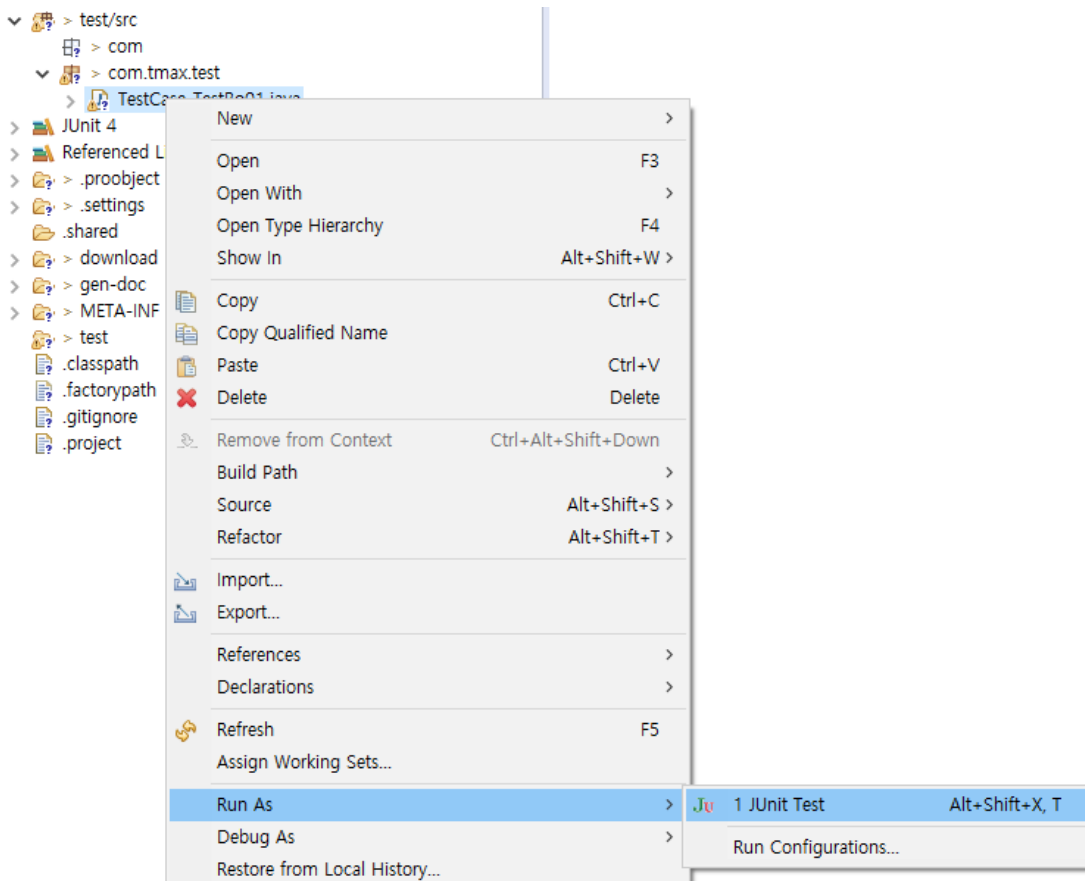 > test/src
> com
> com.tmax.test
TestCase_TestBo01.java
JUnit 4
Referenced L
> .proobject
> .settings
.shared
> download
> gen-doc
> META-INF
> test
.classpath
.factorypath
.gitignore
.project
New
Open F3
Open With
Open Type Hierarchy F4
Show In Alt+Shift+W >
Copy Ctrl+C
Copy Qualified Name
Paste Ctrl+V
Delete Delete
Remove from Context Ctrl+Alt+Shift+Down
Build Path
Source Alt+Shift+S >
Refactor Alt+Shift+T >
Import...
Export...
References
Declarations
Refresh F5
Assign Working Sets...
Run As
Ju 1 JUnit Test Alt+Shift+X, T
Debug As
Run Configurations...
Restore from Local History...